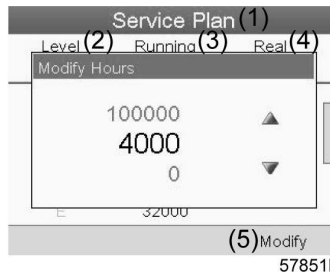 Service Plan (1)
Level (2) Running (3) Real (4)
Modify Hours
100000
4000
0
E 32000
(5) Modify
57851